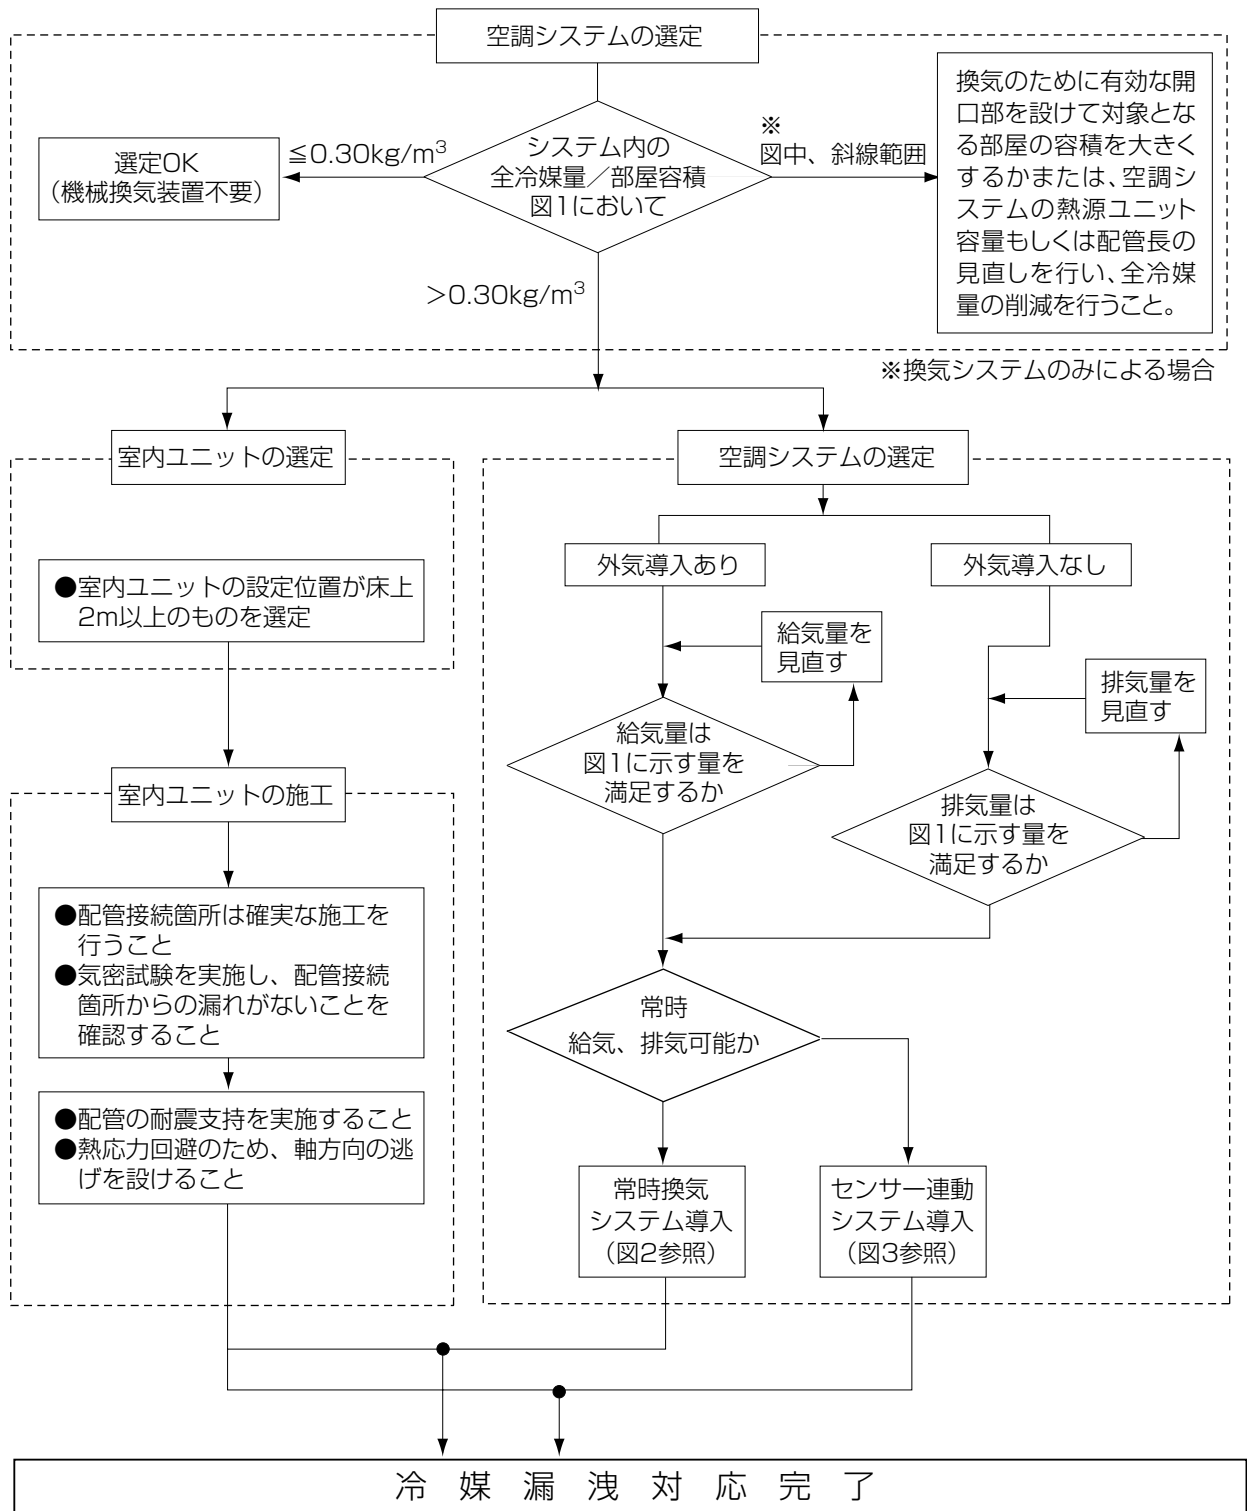 空調システムの選定
システム内の
全冷媒量／部屋容積
図1において
≦0.30kg/m³
選定OK
（機械換気装置不要）
※
図中、斜線範囲
換気のために有効な開
口部を設けて対象とな
る部屋の容積を大きく
するかまたは、空調シ
ステムの熱源ユニット
容量もしくは配管長の
見直しを行い、全冷媒
量の削減を行うこと。
＞0.30kg/m³
※換気システムのみによる場合
室内ユニットの選定
●室内ユニットの設定位置が床上
2m以上のものを選定
室内ユニットの施工
●配管接続箇所は確実な施工を
行うこと
●気密試験を実施し、配管接続
箇所からの漏れがないことを
確認すること
●配管の耐震支持を実施すること
●熱応力回避のため、軸方向の逃
げを設けること
空調システムの選定
外気導入あり
外気導入なし
給気量を
見直す
排気量を
見直す
給気量は
図1に示す量を
満足するか
排気量は
図1に示す量を
満足するか
常時
給気、排気可能か
常時換気
システム導入
（図2参照）
センサー連動
システム導入
（図3参照）
冷媒漏洩対応完了